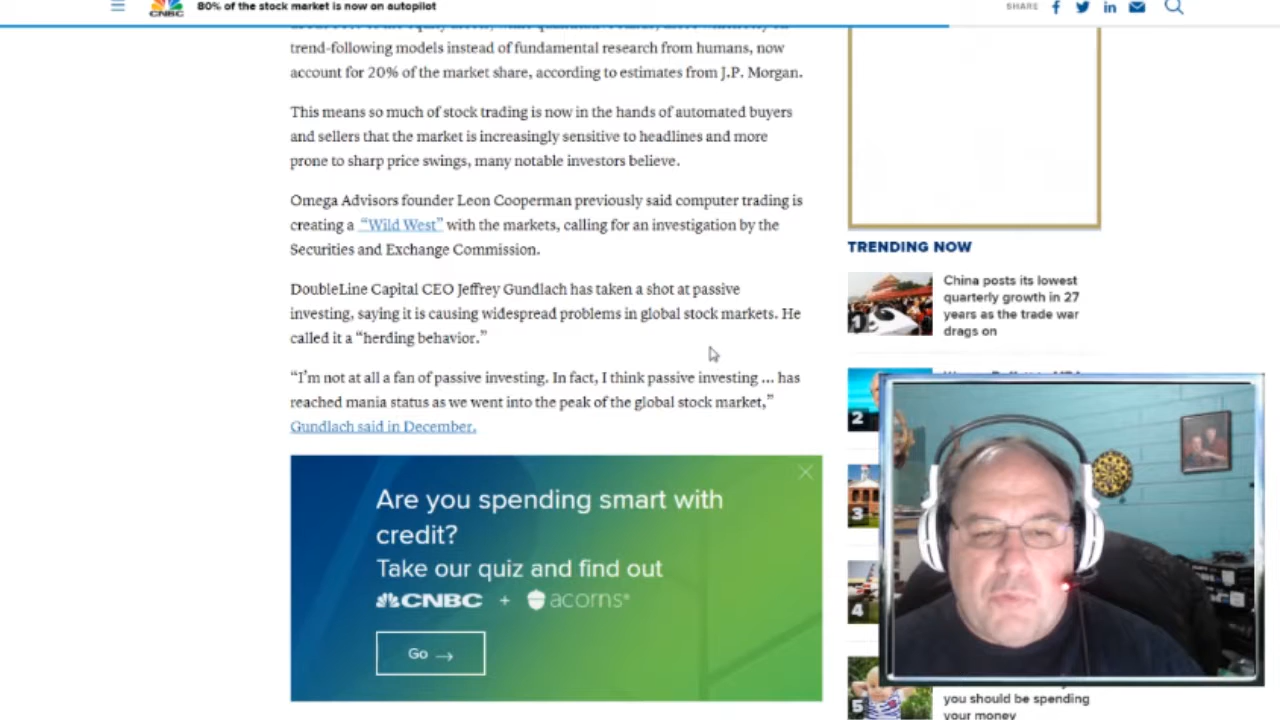 CNBC
80% of the stock market is now on autopilot
SHARE
trend-following models instead of fundamental research from humans, now
account for 20% of the market share, according to estimates from J.P. Morgan.
This means so much of stock trading is now in the hands of automated buyers
and sellers that the market is increasingly sensitive to headlines and more
prone to sharp price swings, many notable investors believe.
Omega Advisors founder Leon Cooperman previously said computer trading is
creating a “Wild West” with the markets, calling for an investigation by the
Securities and Exchange Commission.
DoubleLine Capital CEO Jeffrey Gundlach has taken a shot at passive
investing, saying it is causing widespread problems in global stock markets. He
called it a “herding behavior.”
“I’m not at all a fan of passive investing. In fact, I think passive investing ... has
reached mania status as we went into the peak of the global stock market,”
Gundlach said in December.
Are you spending smart with
credit?
Take our quiz and find out
CNBC + acorns
Go →
TRENDING NOW
1
China posts its lowest
quarterly growth in 27
years as the trade war
drags on
2
3
4
5
you should be spending
your money